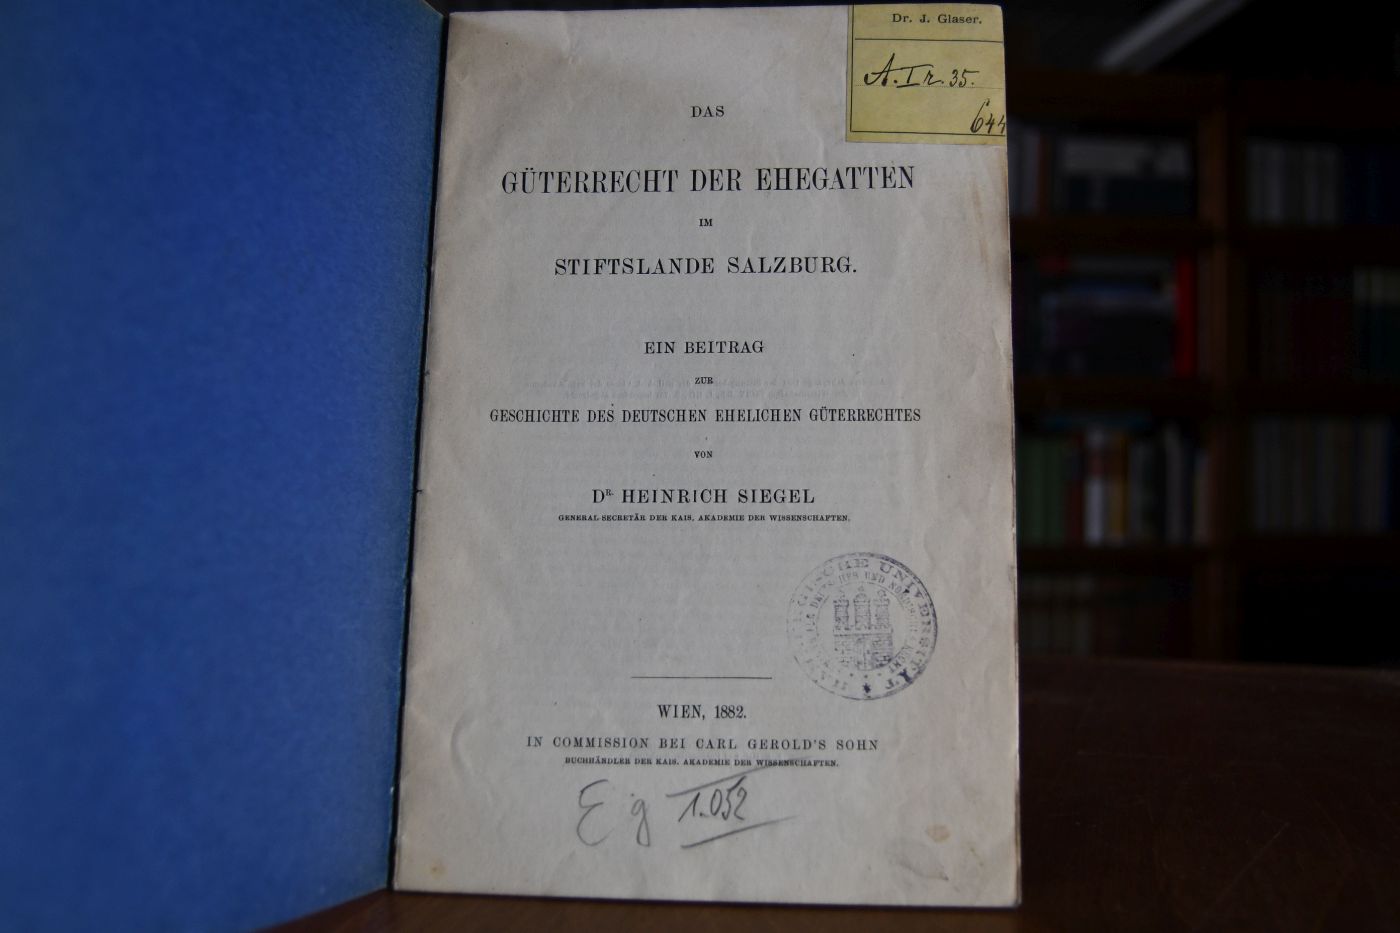 Dr. J. Glaser.
A. I r. 35.
644
DAS
GÜTERRECHT DER EHEGATTEN
IM
STIFTSLANDE SALZBURG.
EIN BEITRAG
ZUR
GESCHICHTE DES DEUTSCHEN EHELICHEN GÜTERRECHTES
VON
DR. HEINRICH SIEGEL
GENERAL-SECRETÄR DER KAIS. AKADEMIE DER WISSENSCHAFTEN.
UNIVERSITÄT
UND
WIEN, 1882.
IN COMMISSION BEI CARL GEROLD'S SOHN
BUCHHÄNDLER DER KAIS. AKADEMIE DER WISSENSCHAFTEN.
E g 1.052